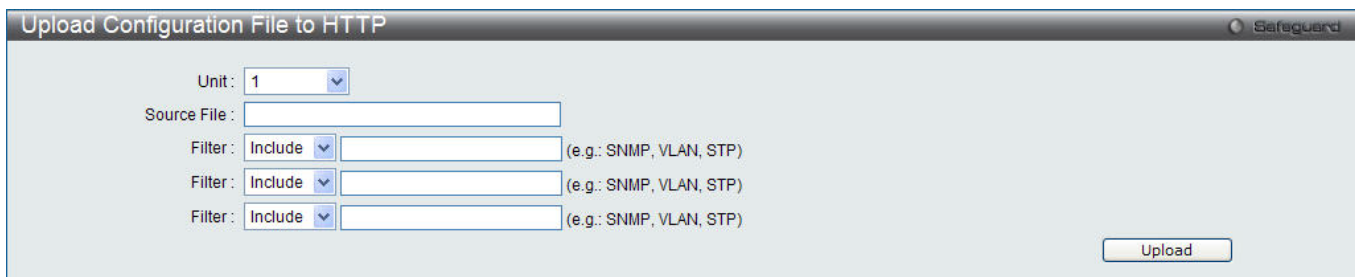 Upload Configuration File to HTTP Safeguard
Unit : 1
Source File :
Filter : Include (e.g.: SNMP, VLAN, STP)
Filter : Include (e.g.: SNMP, VLAN, STP)
Filter : Include (e.g.: SNMP, VLAN, STP)
Upload